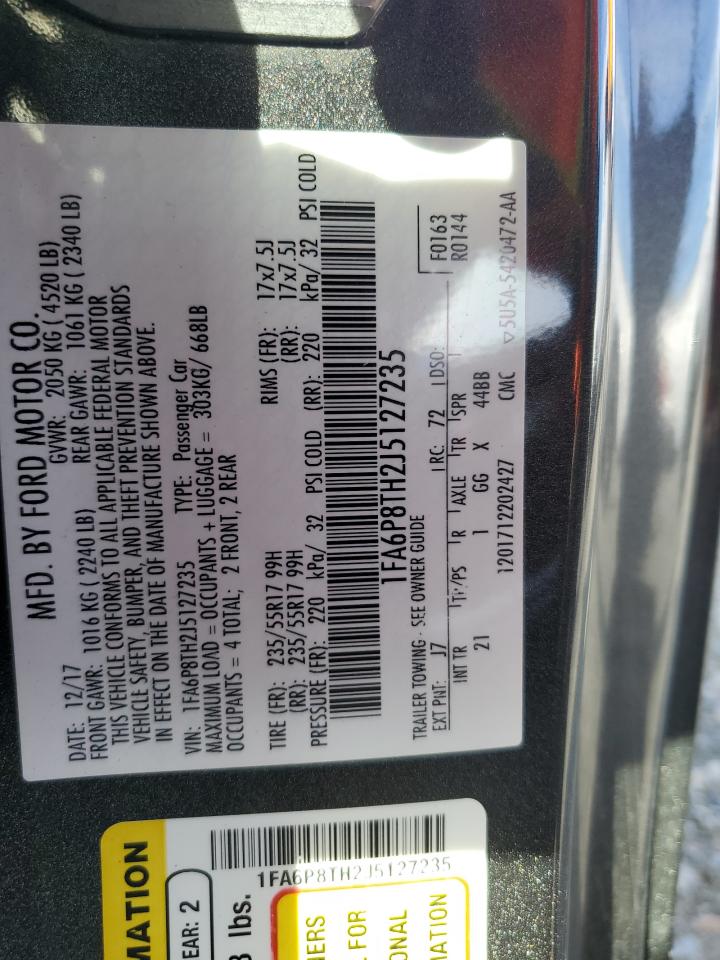 MFD. BY FORD MOTOR CO.
DATE: 12/17 GVWR: 2050 KG ( 4520 LB)
FRONT GAWR: 1016 KG ( 2240 LB) REAR GAWR: 1061 KG ( 2340 LB)
THIS VEHICLE CONFORMS TO ALL APPLICABLE FEDERAL MOTOR
VEHICLE SAFETY, BUMPER, AND THEFT PREVENTION STANDARDS
IN EFFECT ON THE DATE OF MANUFACTURE SHOWN ABOVE.
VIN: 1FA6P8TH2J5127235 TYPE: Passenger Car
MAXIMUM LOAD = OCCUPANTS + LUGGAGE = 303KG/ 668LB
OCCUPANTS = 4 TOTAL; 2 FRONT, 2 REAR
TIRE (FR): 235/55R17 99H RIMS (FR): 17x7.5J
(RR): 235/55R17 99H (RR): 17x7.5J
PRESSURE (FR): 220 kPa/ 32 PSI COLD (RR): 220 kPa/ 32 PSI COLD
1FA6P8TH2J5127235
TRAILER TOWING - SEE OWNER GUIDE
EXT PNT: J7 RC: 72 DSO: F0163
R0144
INT TR TP/PS R AXLE TR SPR
21 1 GG X 44BB
1201712202427 CMC ▽5U5A-5420472-AA
MATION
EAR: 2
1FA6P8TH2J5127235
lbs.
NERS
FOR
ONAL
MATION